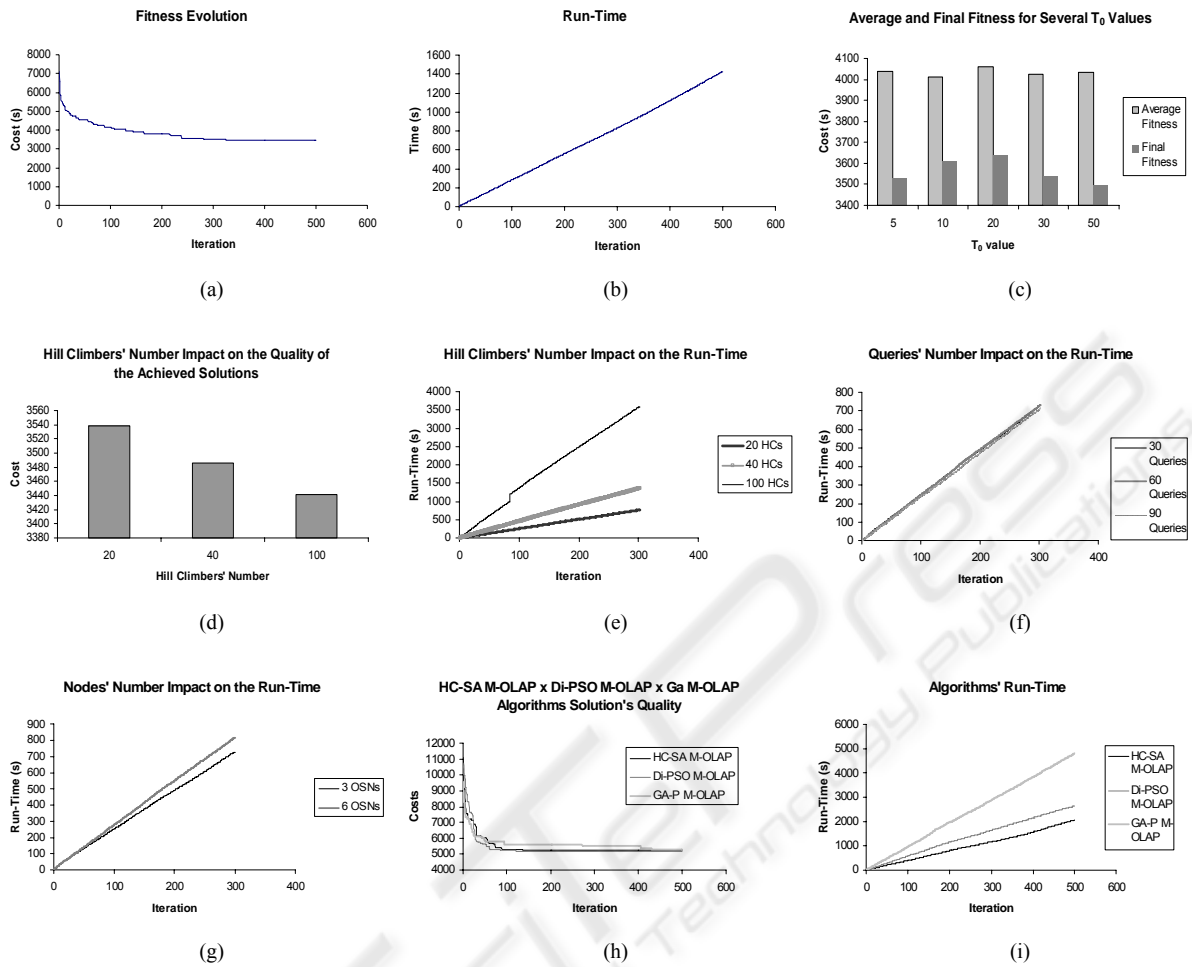 Fitness Evolution
8000
7000
6000
5000
4000
3000
2000
1000
0
Cost (s)
0 100 200 300 400 500 600
Iteration
(a)
Run-Time
1600
1400
1200
1000
800
600
400
200
0
Time (s)
0 100 200 300 400 500 600
Iteration
(b)
Average and Final Fitness for Several T₀ Values
4100
4000
3900
3800
3700
3600
3500
3400
Cost (s)
5 10 20 30 50
T₀ value
Average
Fitness
Final
Fitness
(c)
Hill Climbers' Number Impact on the Quality of
the Achieved Solutions
3560
3540
3520
3500
3480
3460
3440
3420
3400
3380
Cost
20 40 100
Hill Climbers' Number
(d)
Hill Climbers' Number Impact on the Run-Time
4000
3500
3000
2500
2000
1500
1000
500
0
Run-Time (s)
0 100 200 300 400
Iteration
20 HCs
40 HCs
100 HCs
(e)
Queries' Number Impact on the Run-Time
800
700
600
500
400
300
200
100
0
Run-Time (s)
0 100 200 300 400
Iteration
30
Queries
60
Queries
90
Queries
(f)
Nodes' Number Impact on the Run-Time
900
800
700
600
500
400
300
200
100
0
Run-Time (s)
0 100 200 300 400
Iteration
3 OSNs
6 OSNs
(g)
HC-SA M-OLAP x Di-PSO M-OLAP x Ga M-OLAP
Algorithms Solution's Quality
12000
11000
10000
9000
8000
7000
6000
5000
4000
Costs
0 100 200 300 400 500 600
Iteration
HC-SA M-OLAP
Di-PSO M-OLAP
GA-P M-OLAP
(h)
Algorithms' Run-Time
6000
5000
4000
3000
2000
1000
0
Run-Time (s)
0 100 200 300 400 500 600
Iteration
HC-SA
M-OLAP
Di-PSO
M-OLAP
GA-P M-
OLAP
(i)
SciTePress
Technology Publications